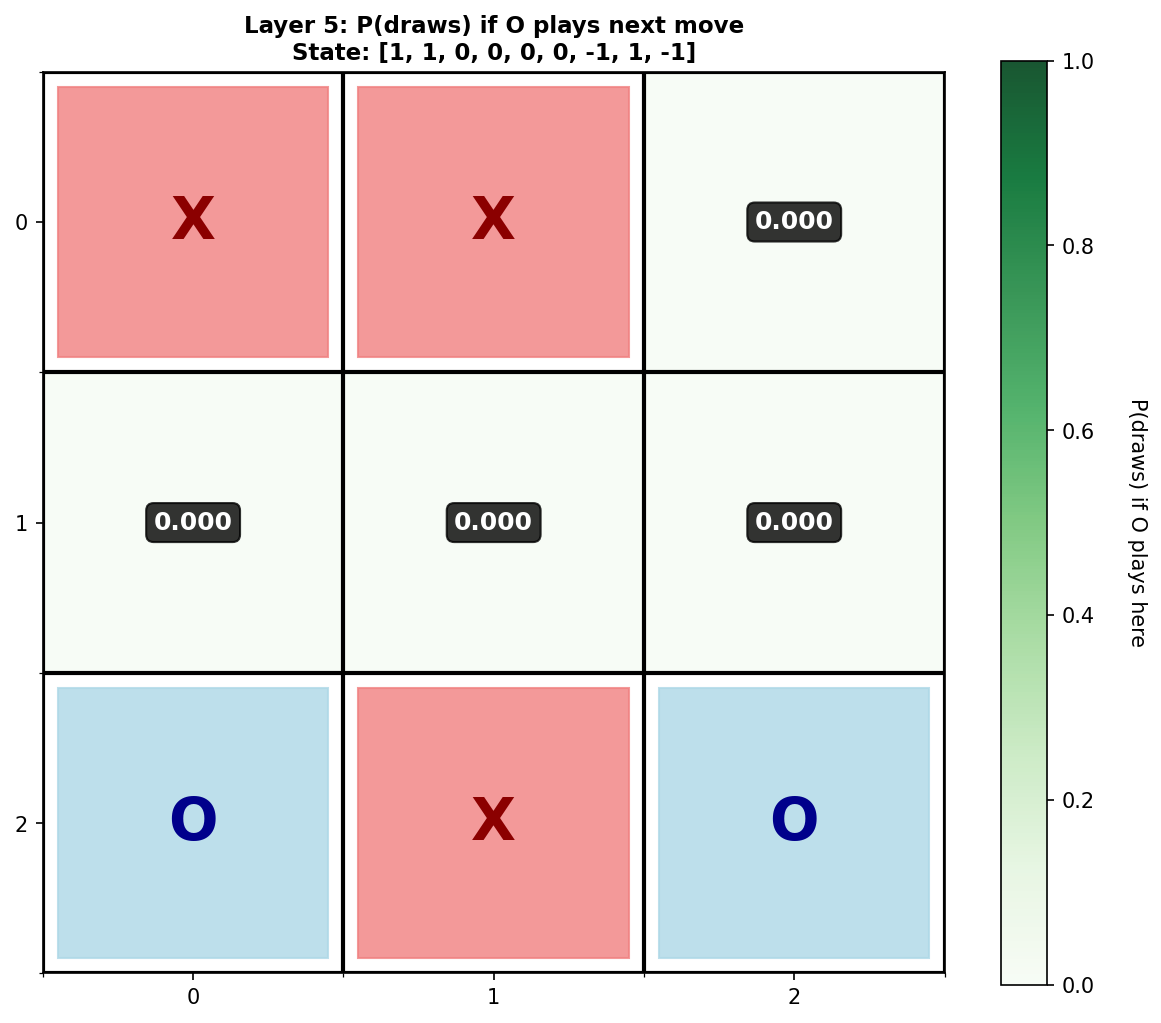 Layer 5: P(draws) if O plays next move
State: [1, 1, 0, 0, 0, 0, -1, 1, -1]
1.0
0.8
0.6
0.4
0.2
0.0
P(draws) if O plays here
0
X
X
0.000
1
0.000
0.000
0.000
2
O
X
O
0
1
2